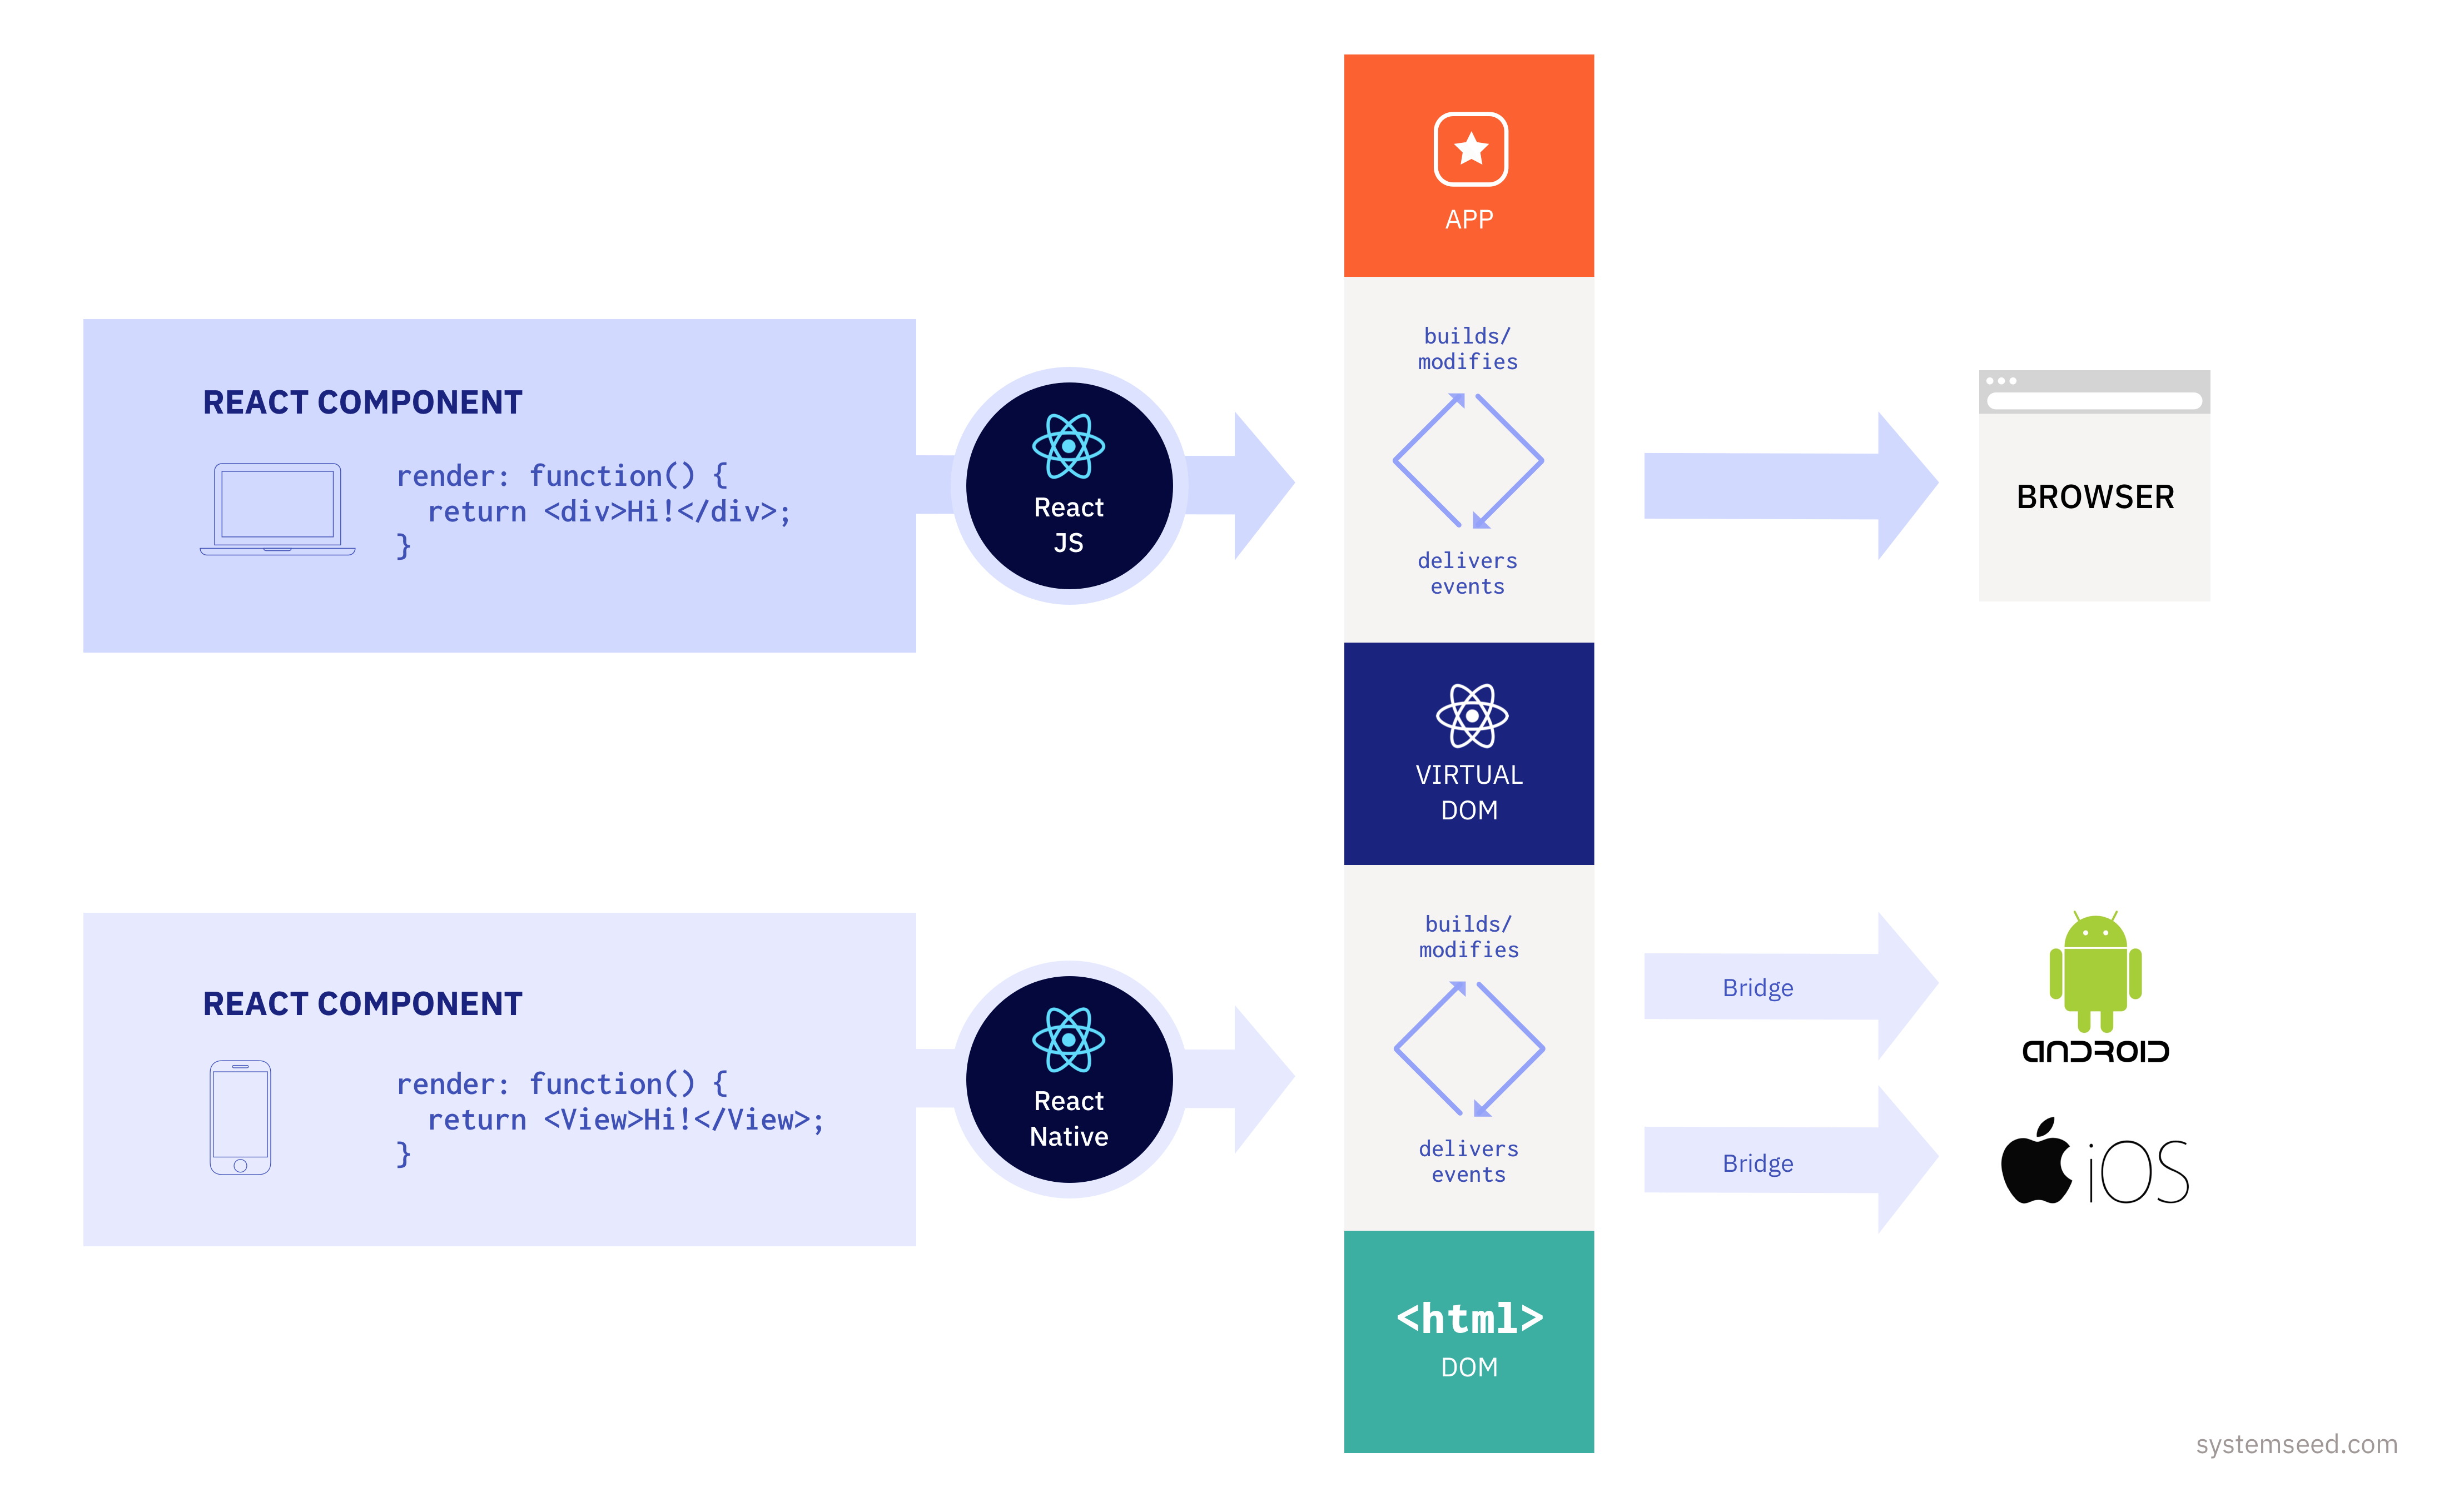 APP
builds/
modifies
delivers
events
REACT COMPONENT
render: function() {
  return <div>Hi!</div>;
}
React
JS
BROWSER
VIRTUAL
DOM
REACT COMPONENT
render: function() {
  return <View>Hi!</View>;
}
React
Native
builds/
modifies
delivers
events
Bridge
ANDROID
Bridge
iOS
<html>
DOM
systemseed.com